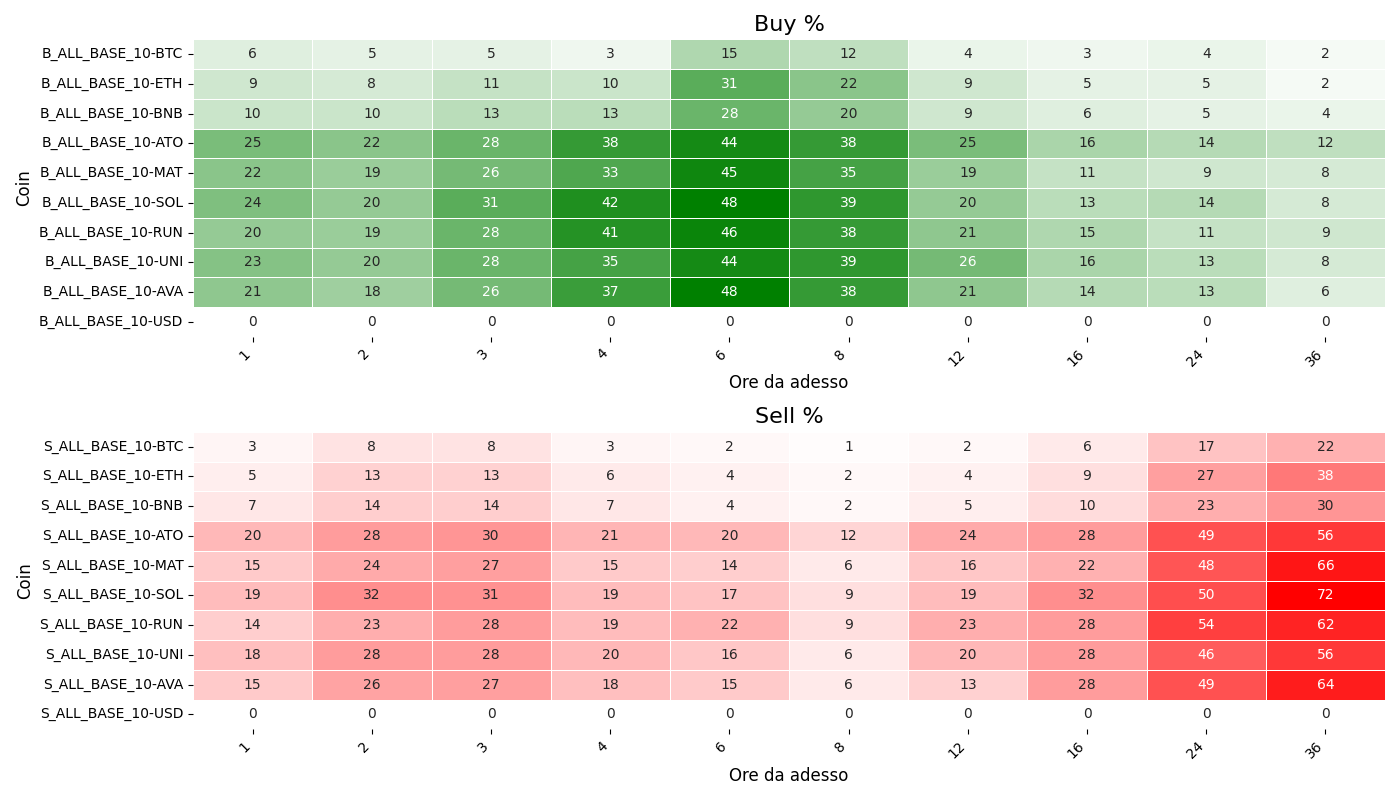 Buy %
Coin
B_ALL_BASE_10-BTC 6 5 5 3 15 12 4 3 4 2
B_ALL_BASE_10-ETH 9 8 11 10 31 22 9 5 5 2
B_ALL_BASE_10-BNB 10 10 13 13 28 20 9 6 5 4
B_ALL_BASE_10-ATO 25 22 28 38 44 38 25 16 14 12
B_ALL_BASE_10-MAT 22 19 26 33 45 35 19 11 9 8
B_ALL_BASE_10-SOL 24 20 31 42 48 39 20 13 14 8
B_ALL_BASE_10-RUN 20 19 28 41 46 38 21 15 11 9
B_ALL_BASE_10-UNI 23 20 28 35 44 39 26 16 13 8
B_ALL_BASE_10-AVA 21 18 26 37 48 38 21 14 13 6
B_ALL_BASE_10-USD 0 0 0 0 0 0 0 0 0 0
1 2 3 4 6 8 12 16 24 36
Ore da adesso
Sell %
Coin
S_ALL_BASE_10-BTC 3 8 8 3 2 1 2 6 17 22
S_ALL_BASE_10-ETH 5 13 13 6 4 2 4 9 27 38
S_ALL_BASE_10-BNB 7 14 14 7 4 2 5 10 23 30
S_ALL_BASE_10-ATO 20 28 30 21 20 12 24 28 49 56
S_ALL_BASE_10-MAT 15 24 27 15 14 6 16 22 48 66
S_ALL_BASE_10-SOL 19 32 31 19 17 9 19 32 50 72
S_ALL_BASE_10-RUN 14 23 28 19 22 9 23 28 54 62
S_ALL_BASE_10-UNI 18 28 28 20 16 6 20 28 46 56
S_ALL_BASE_10-AVA 15 26 27 18 15 6 13 28 49 64
S_ALL_BASE_10-USD 0 0 0 0 0 0 0 0 0 0
1 2 3 4 6 8 12 16 24 36
Ore da adesso